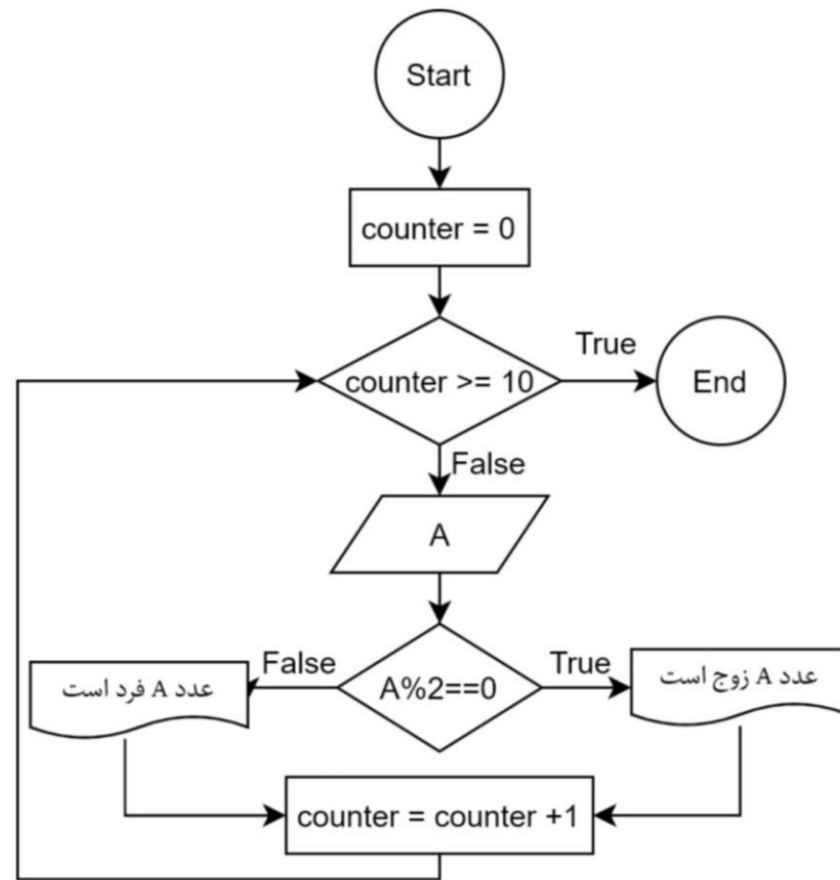 Start
counter = 0
counter >= 10
True
End
False
A
A%2==0
False
True
عدد A فرد است
عدد A زوج است
counter = counter +1